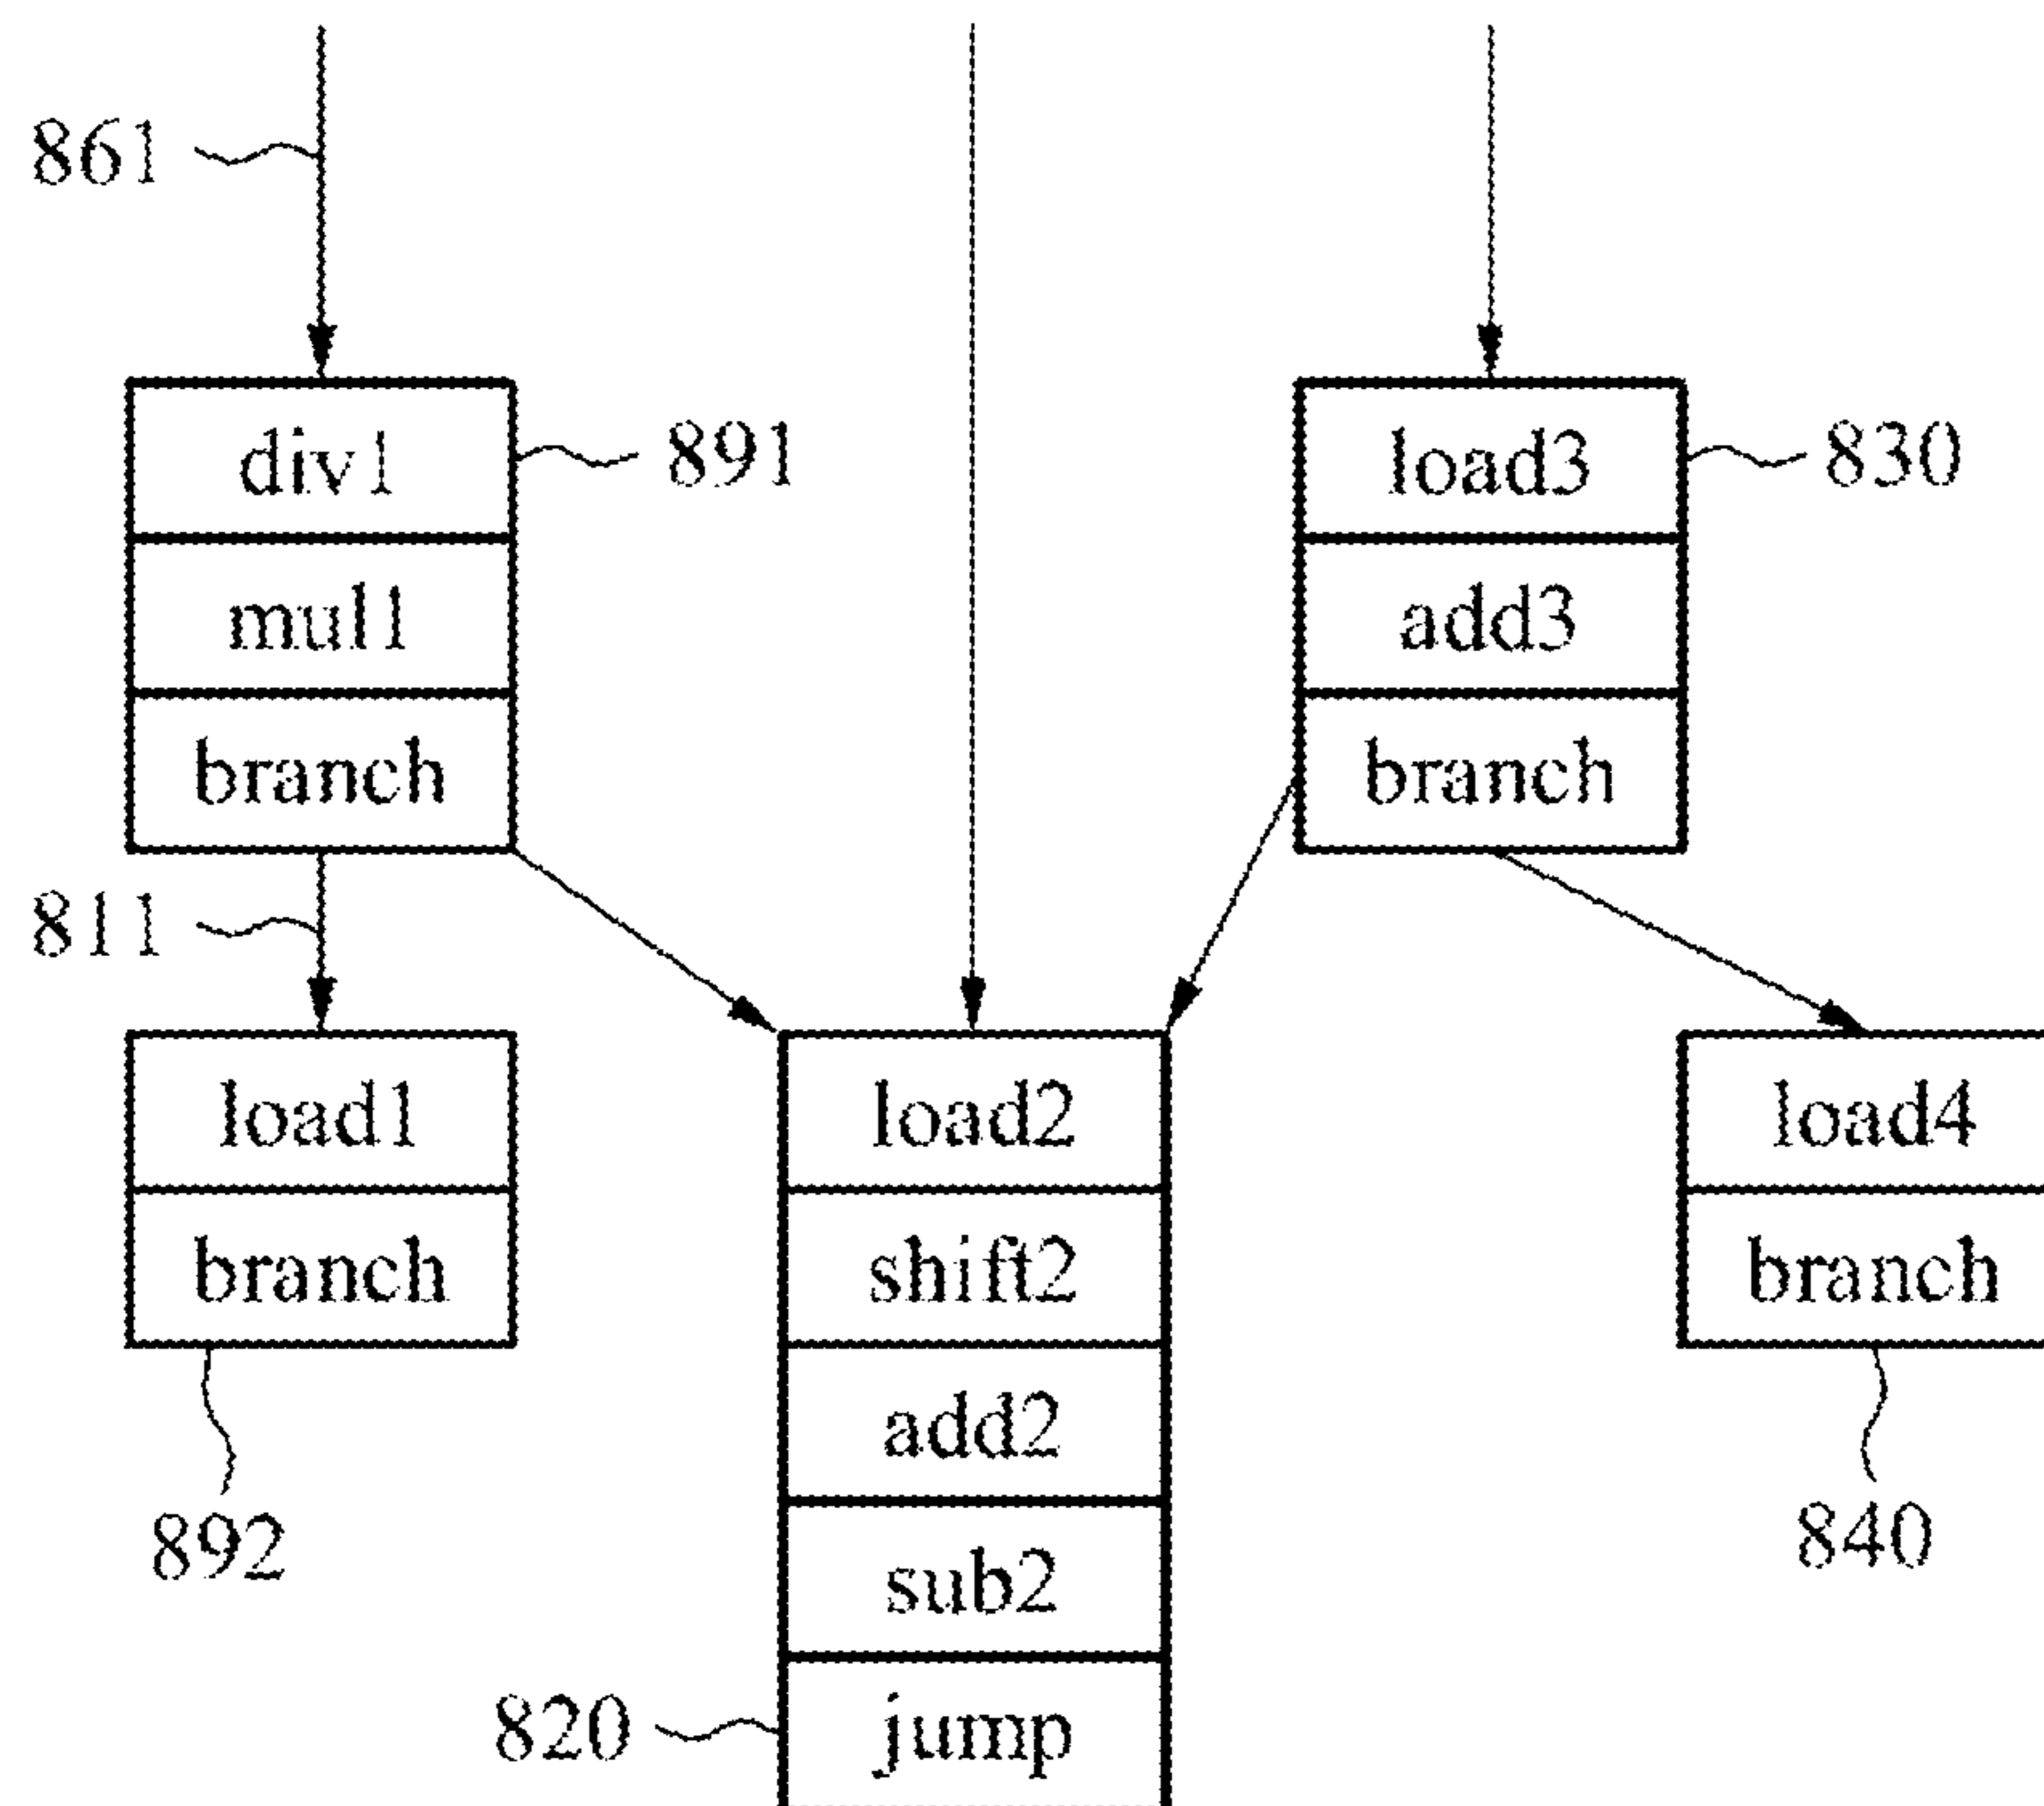 861
div1 891 load3 830
mul1 add3
branch branch
811
load1 load2 load4
branch shift2 branch
add2
892 sub2 840
820 jump